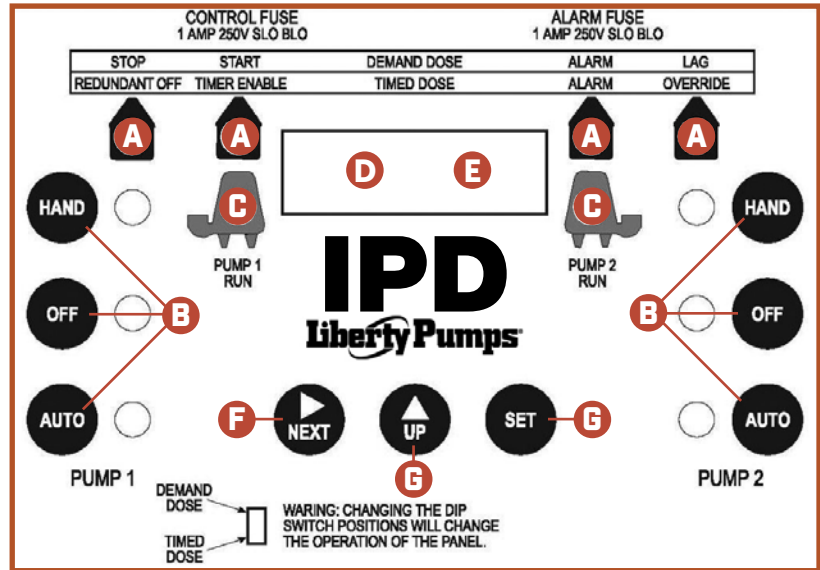 CONTROL FUSE
1 AMP 250V SLO BLO
ALARM FUSE
1 AMP 250V SLO BLO
STOP START DEMAND DOSE ALARM LAG
REDUNDANT OFF TIMER ENABLE TIMED DOSE ALARM OVERRIDE
A A A A
D E
HAND C C HAND
PUMP 1
RUN
PUMP 2
RUN
IPD
Liberty Pumps
OFF B B OFF
AUTO F NEXT UP SET G AUTO
G
PUMP 1 PUMP 2
DEMAND
DOSE
TIMED
DOSE
WARING: CHANGING THE DIP
SWITCH POSITIONS WILL CHANGE
THE OPERATION OF THE PANEL.